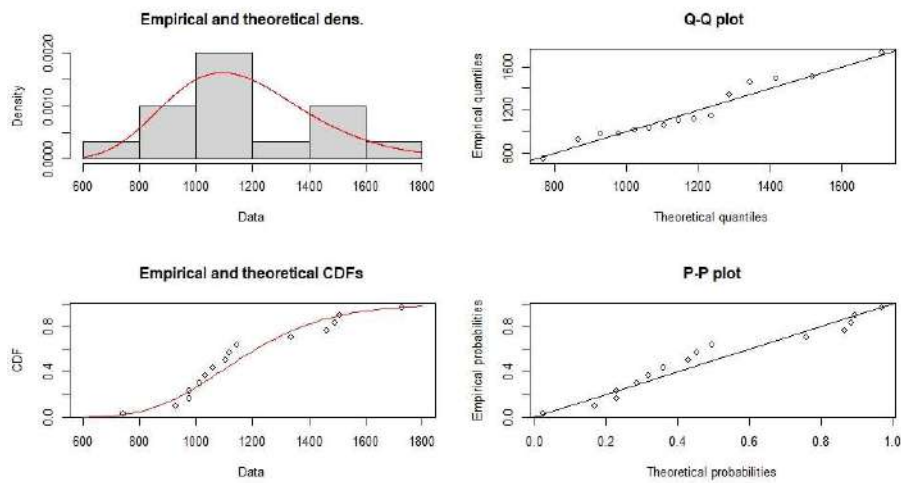 Empirical and theoretical dens.
Density
0.0000 0.0010 0.0020
600 800 1000 1200 1400 1600 1800
Data
Q-Q plot
Empirical quantiles
800 1200 1600
800 1000 1200 1400 1600
Theoretical quantiles
Empirical and theoretical CDFs
CDF
0.0 0.4 0.8
600 800 1000 1200 1400 1600 1800
Data
P-P plot
Empirical probabilities
0.0 0.4 0.8
0.0 0.2 0.4 0.6 0.8 1.0
Theoretical probabilities